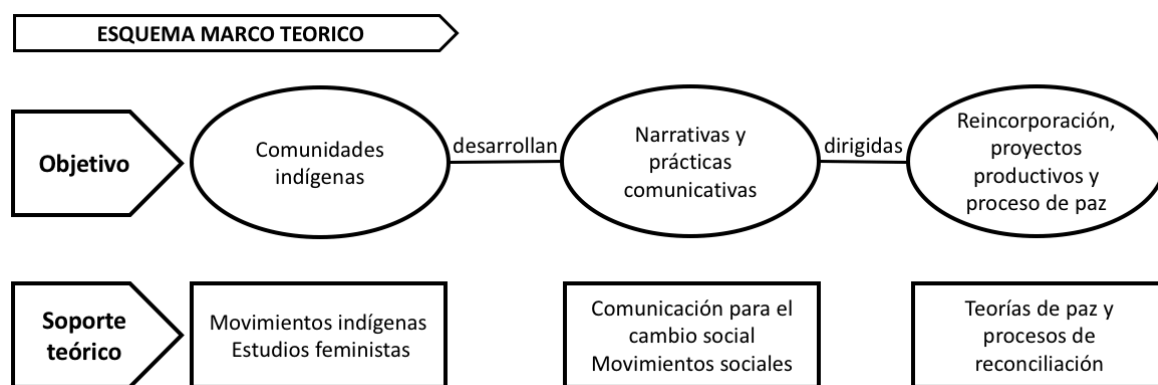 ESQUEMA MARCO TEORICO
Objetivo
Comunidades
indígenas
desarrollan
Narrativas y
prácticas
comunicativas
dirigidas
Reincorporación,
proyectos
productivos y
proceso de paz
Soporte
teórico
Movimientos indígenas
Estudios feministas
Comunicación para el
cambio social
Movimientos sociales
Teorías de paz y
procesos de
reconciliación